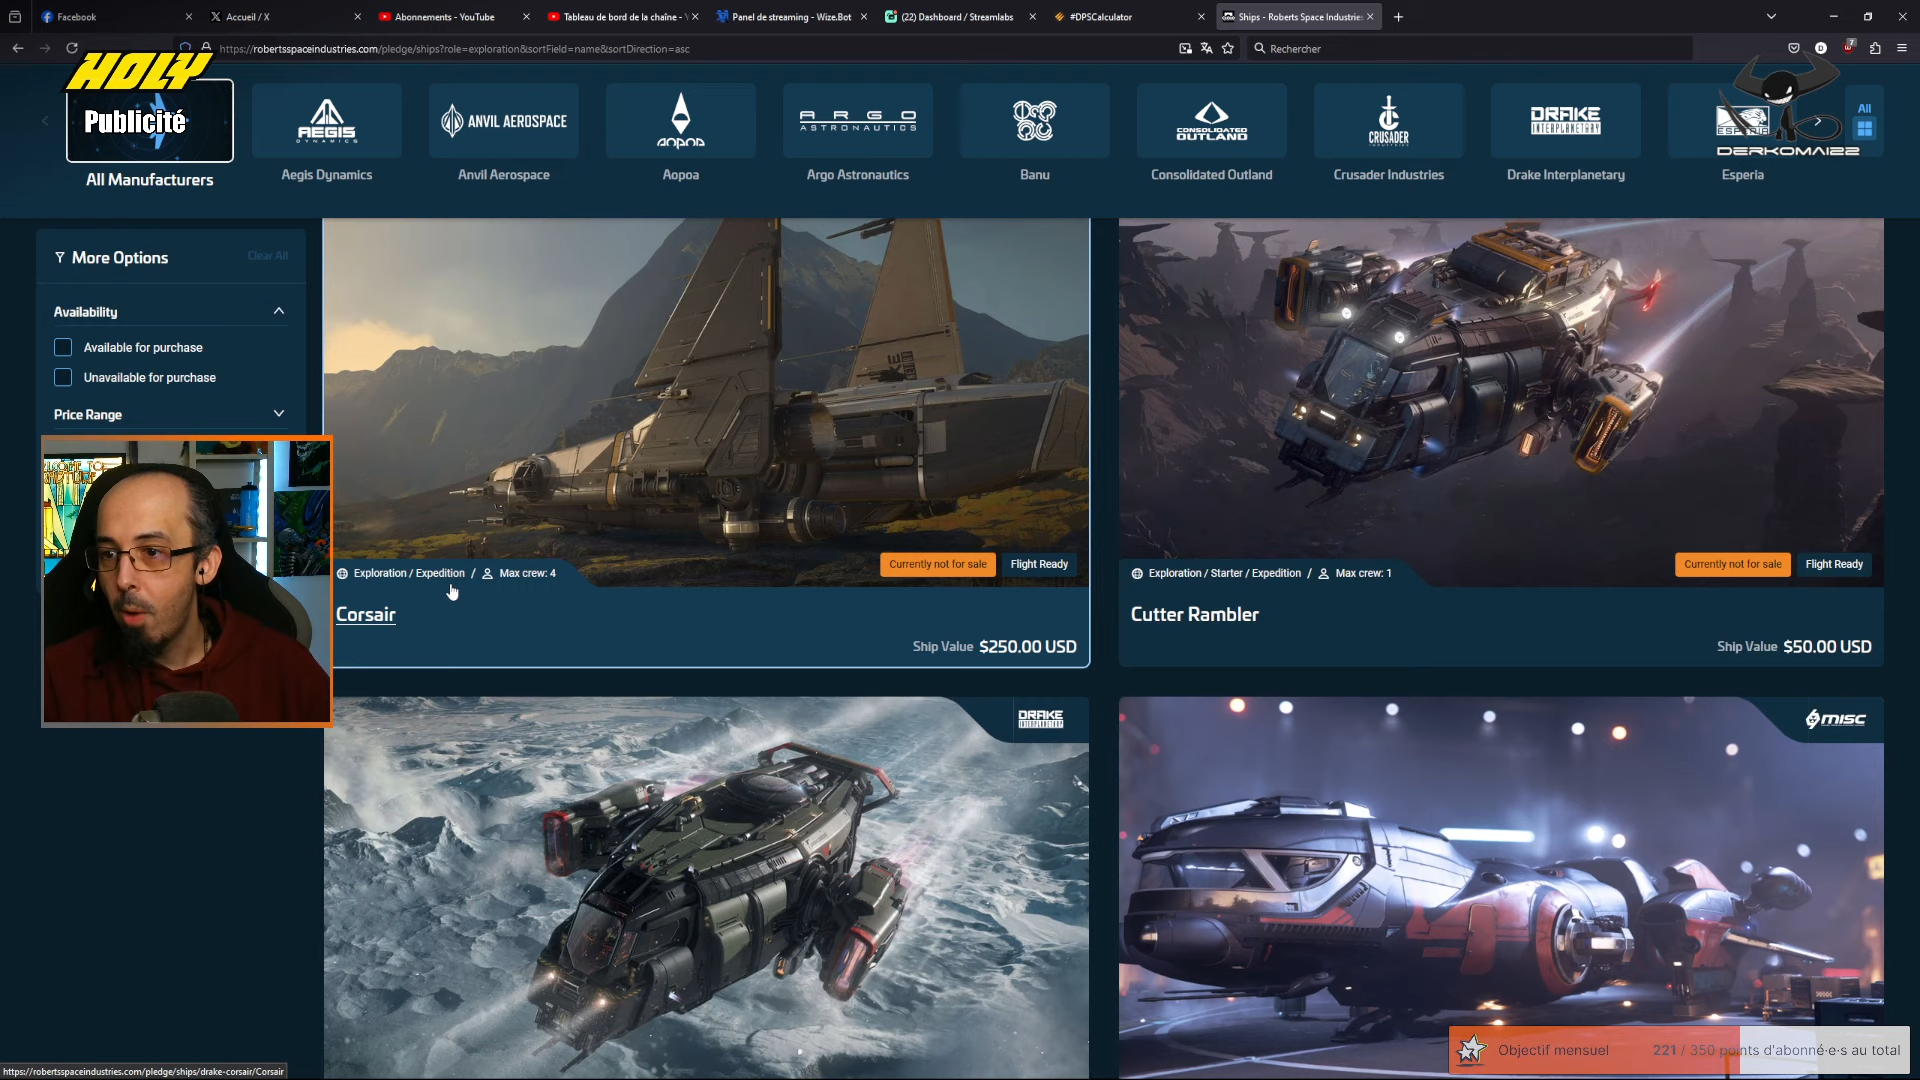 Facebook
Accueil / X
Abonnements - YouTube
Tableau de bord de la chaîne -
Panel de streaming - Wize.Bot
(22) Dashboard / Streamlabs
#DPSCalculator
Ships - Roberts Space Industries
https://robertsspaceindustries.com/pledge/ships?role=exploration&sortField=name&sortDirection=asc
Rechercher
7
HOLY
Publicité
AEGIS
DYNAMICS
ANVIL AEROSPACE
AOPOA
ARGO
ASTRONAUTICS
CONSOLIDATED
OUTLAND
CRUSADER
INDUSTRIES
DRAKE
INTERPLANETARY
ESPERIA
DERKOMAI22
All
All Manufacturers
Aegis Dynamics
Anvil Aerospace
Aopoa
Argo Astronautics
Banu
Consolidated Outland
Crusader Industries
Drake Interplanetary
Esperia
More Options
Clear All
Availability
Available for purchase
Unavailable for purchase
Price Range
Exploration / Expedition / Max crew: 4
Currently not for sale
Flight Ready
Corsair
Ship Value $250.00 USD
Exploration / Starter / Expedition / Max crew: 1
Currently not for sale
Flight Ready
Cutter Rambler
Ship Value $50.00 USD
DRAKE
INTERPLANETARY
MISC
Objectif mensuel
221 / 350 points d'abonné·e·s au total
https://robertsspaceindustries.com/pledge/ships/drake-corsair/Corsair